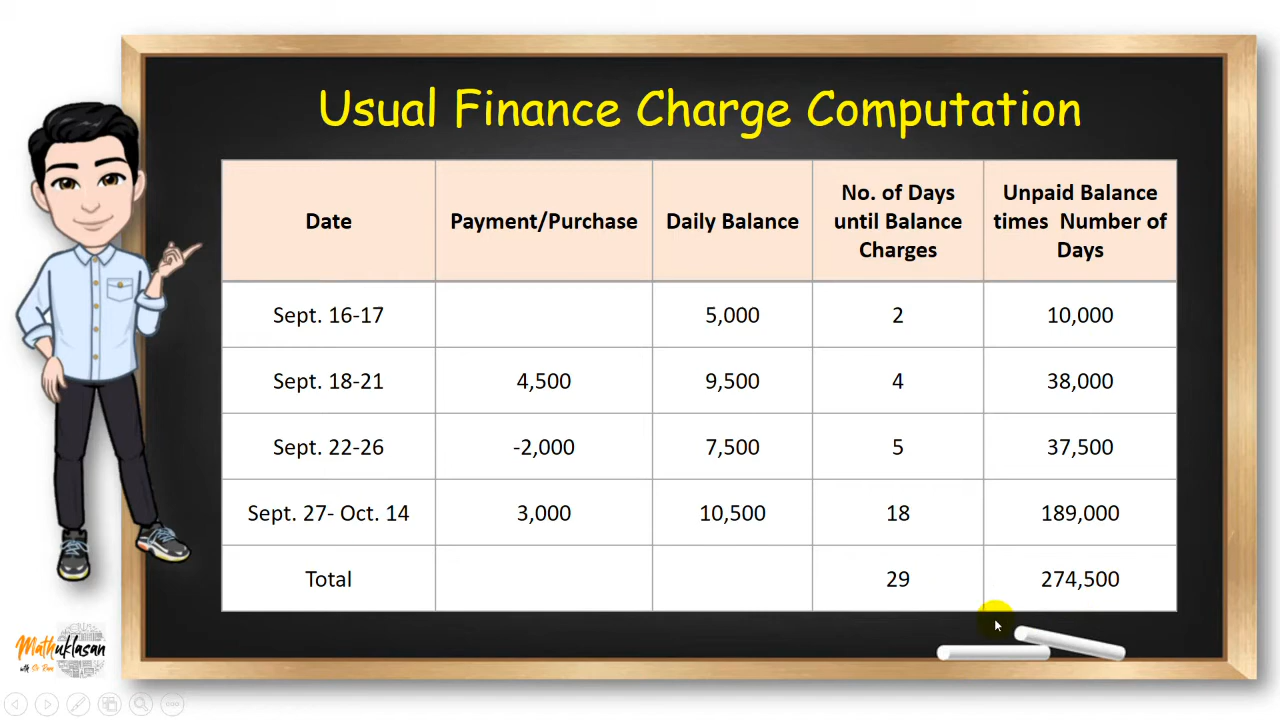 Usual Finance Charge Computation
Date
Payment/Purchase
Daily Balance
No. of Days
until Balance
Charges
Unpaid Balance
times Number of
Days
Sept. 16-17
5,000
2
10,000
Sept. 18-21
4,500
9,500
4
38,000
Sept. 22-26
-2,000
7,500
5
37,500
Sept. 27- Oct. 14
3,000
10,500
18
189,000
Total
29
274,500
Mathuklasan
with Sir Ram